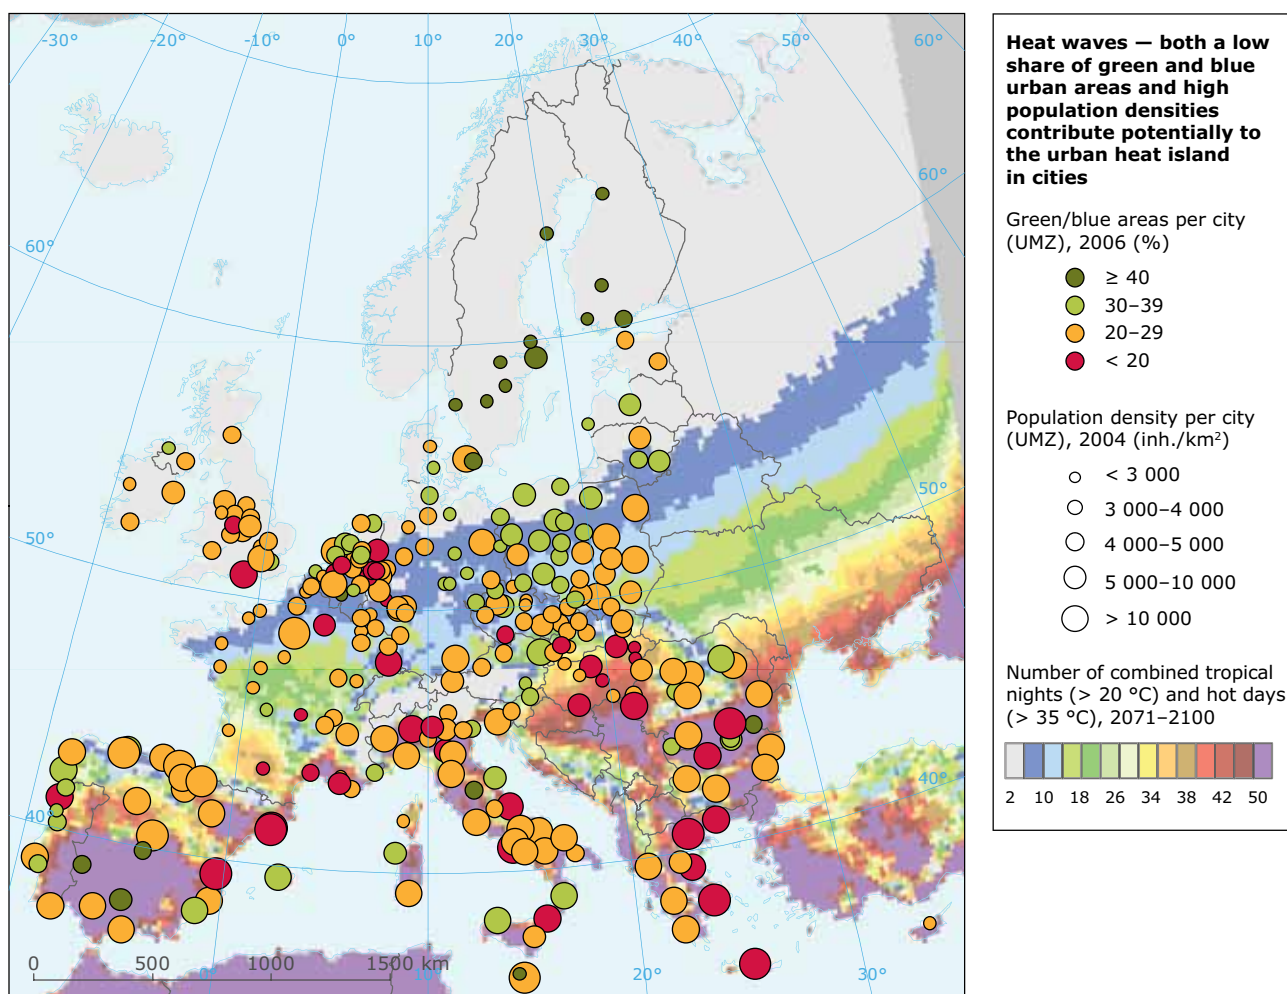 -30°
-20°
-10°
0°
10°
20°
30°
40°
50°
60°
60°
60°
50°
50°
40°
40°
0°
10°
20°
30°
0
500
1000
1500 km
Heat waves — both a low
share of green and blue
urban areas and high
population densities
contribute potentially to
the urban heat island
in cities
Green/blue areas per city
(UMZ), 2006 (%)
≥ 40
30–39
20–29
< 20
Population density per city
(UMZ), 2004 (inh./km²)
< 3 000
3 000–4 000
4 000–5 000
5 000–10 000
> 10 000
Number of combined tropical
nights (> 20 °C) and hot days
(> 35 °C), 2071–2100
2 10 18 26 34 38 42 50